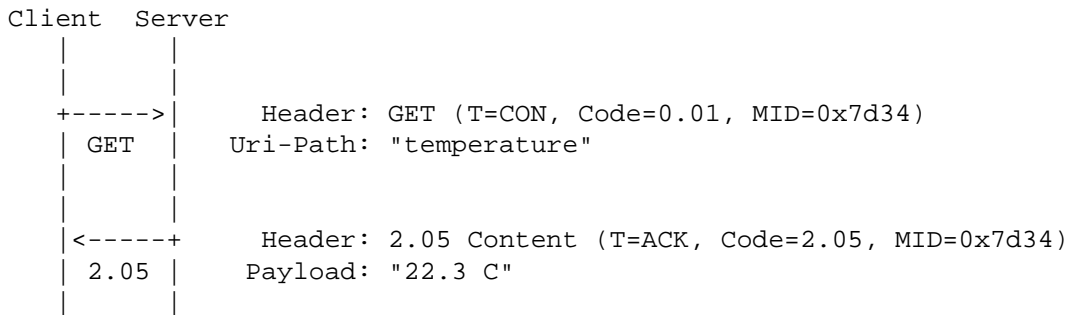 Client Server
| |
| |
+----->| Header: GET (T=CON, Code=0.01, MID=0x7d34)
| GET | Uri-Path: "temperature"
| |
| |
|<-----+ Header: 2.05 Content (T=ACK, Code=2.05, MID=0x7d34)
| 2.05 | Payload: "22.3 C"
| |